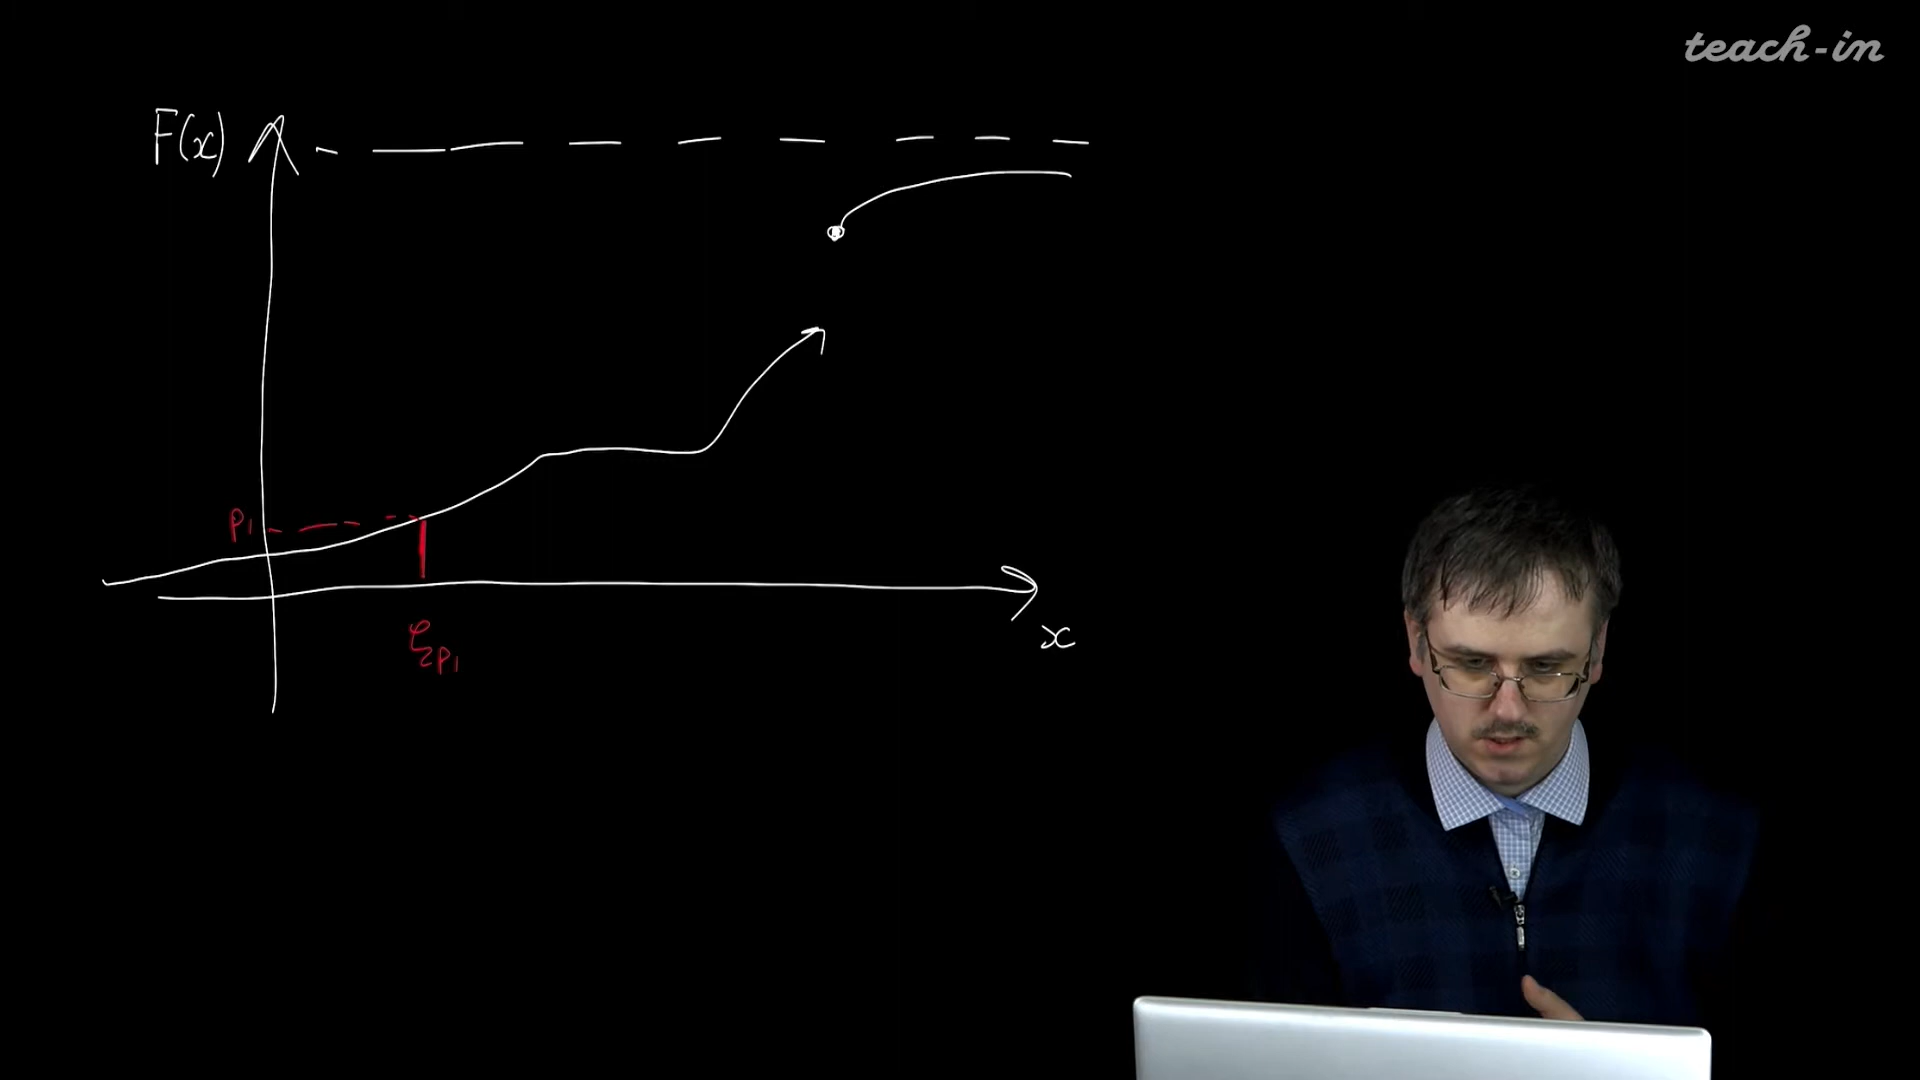 teach-in
F(x)
p₁
ξₚ₁
x